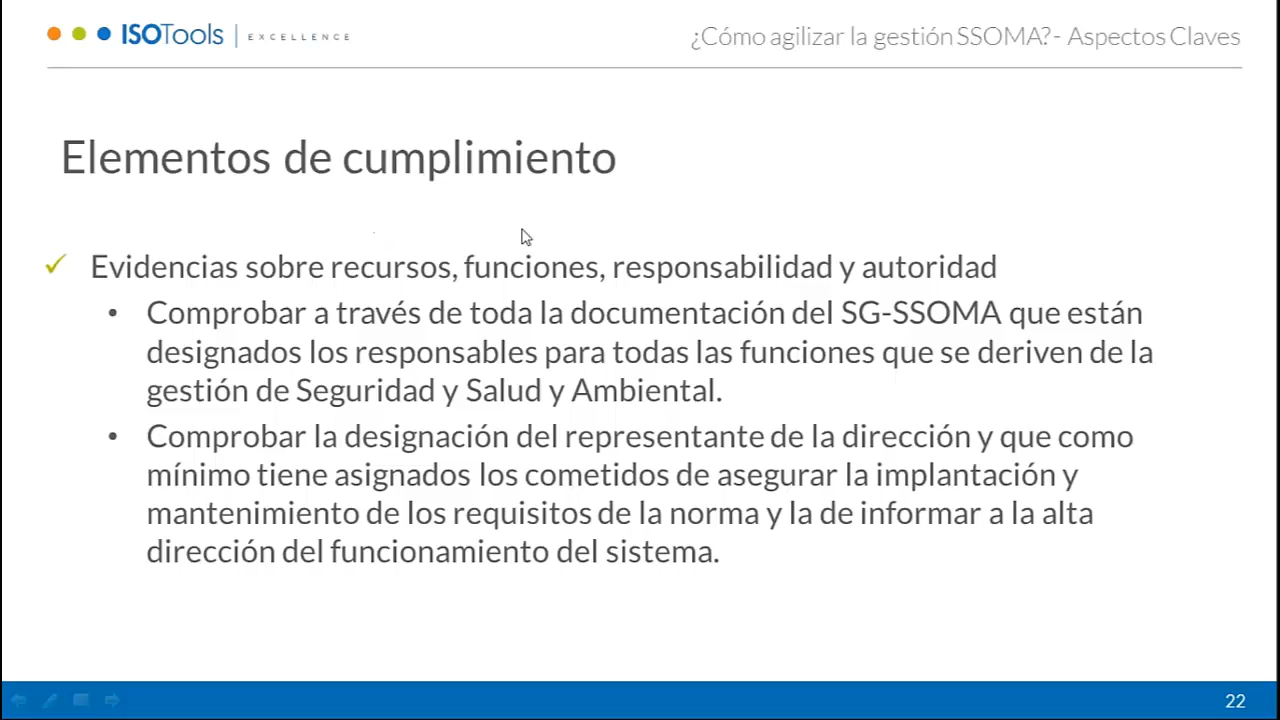 ISOTools | EXCELLENCE
¿Cómo agilizar la gestión SSOMA?- Aspectos Claves
Elementos de cumplimiento
✓ Evidencias sobre recursos, funciones, responsabilidad y autoridad
• Comprobar a través de toda la documentación del SG-SSOMA que están
designados los responsables para todas las funciones que se deriven de la
gestión de Seguridad y Salud y Ambiental.
• Comprobar la designación del representante de la dirección y que como
mínimo tiene asignados los cometidos de asegurar la implantación y
mantenimiento de los requisitos de la norma y la de informar a la alta
dirección del funcionamiento del sistema.
22